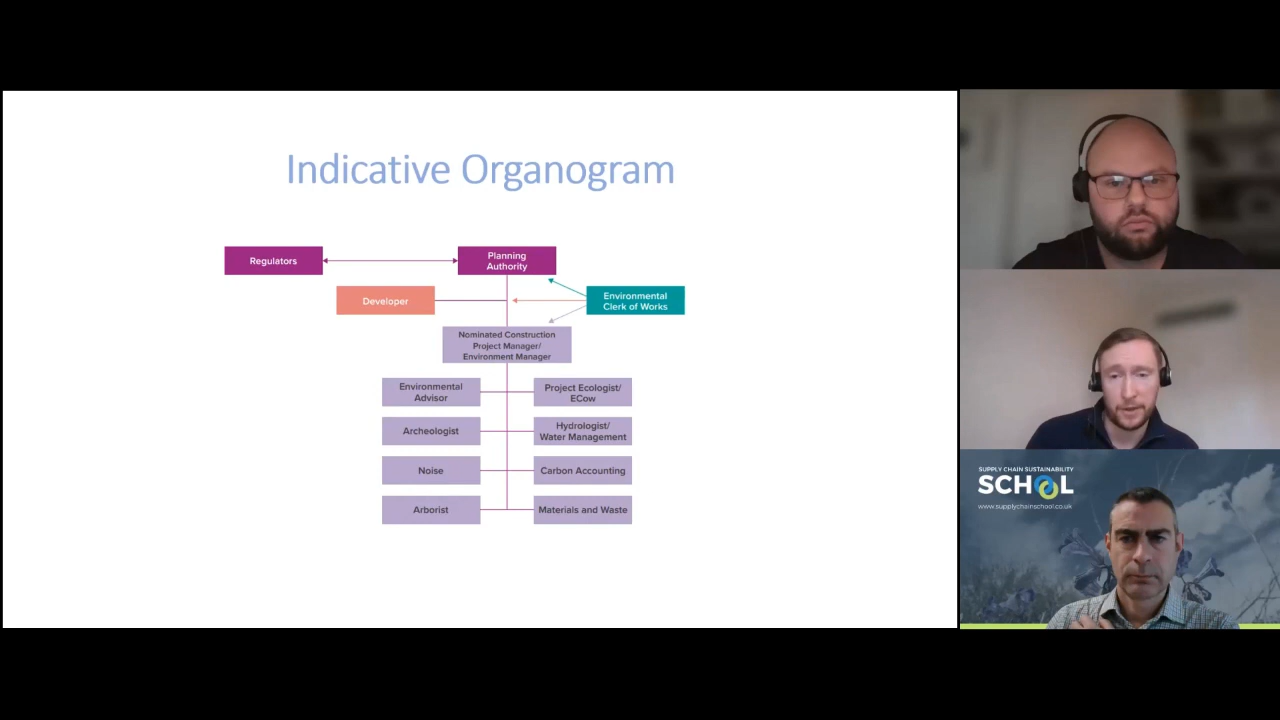 Indicative Organogram
Regulators
Planning
Authority
Developer
Environmental
Clerk of Works
Nominated Construction
Project Manager/
Environment Manager
Environmental
Advisor
Project Ecologist/
ECow
Archeologist
Hydrologist/
Water Management
Noise
Carbon Accounting
Arborist
Materials and Waste
SUPPLY CHAIN SUSTAINABILITY
SCHOOL
www.supplychainschool.co.uk